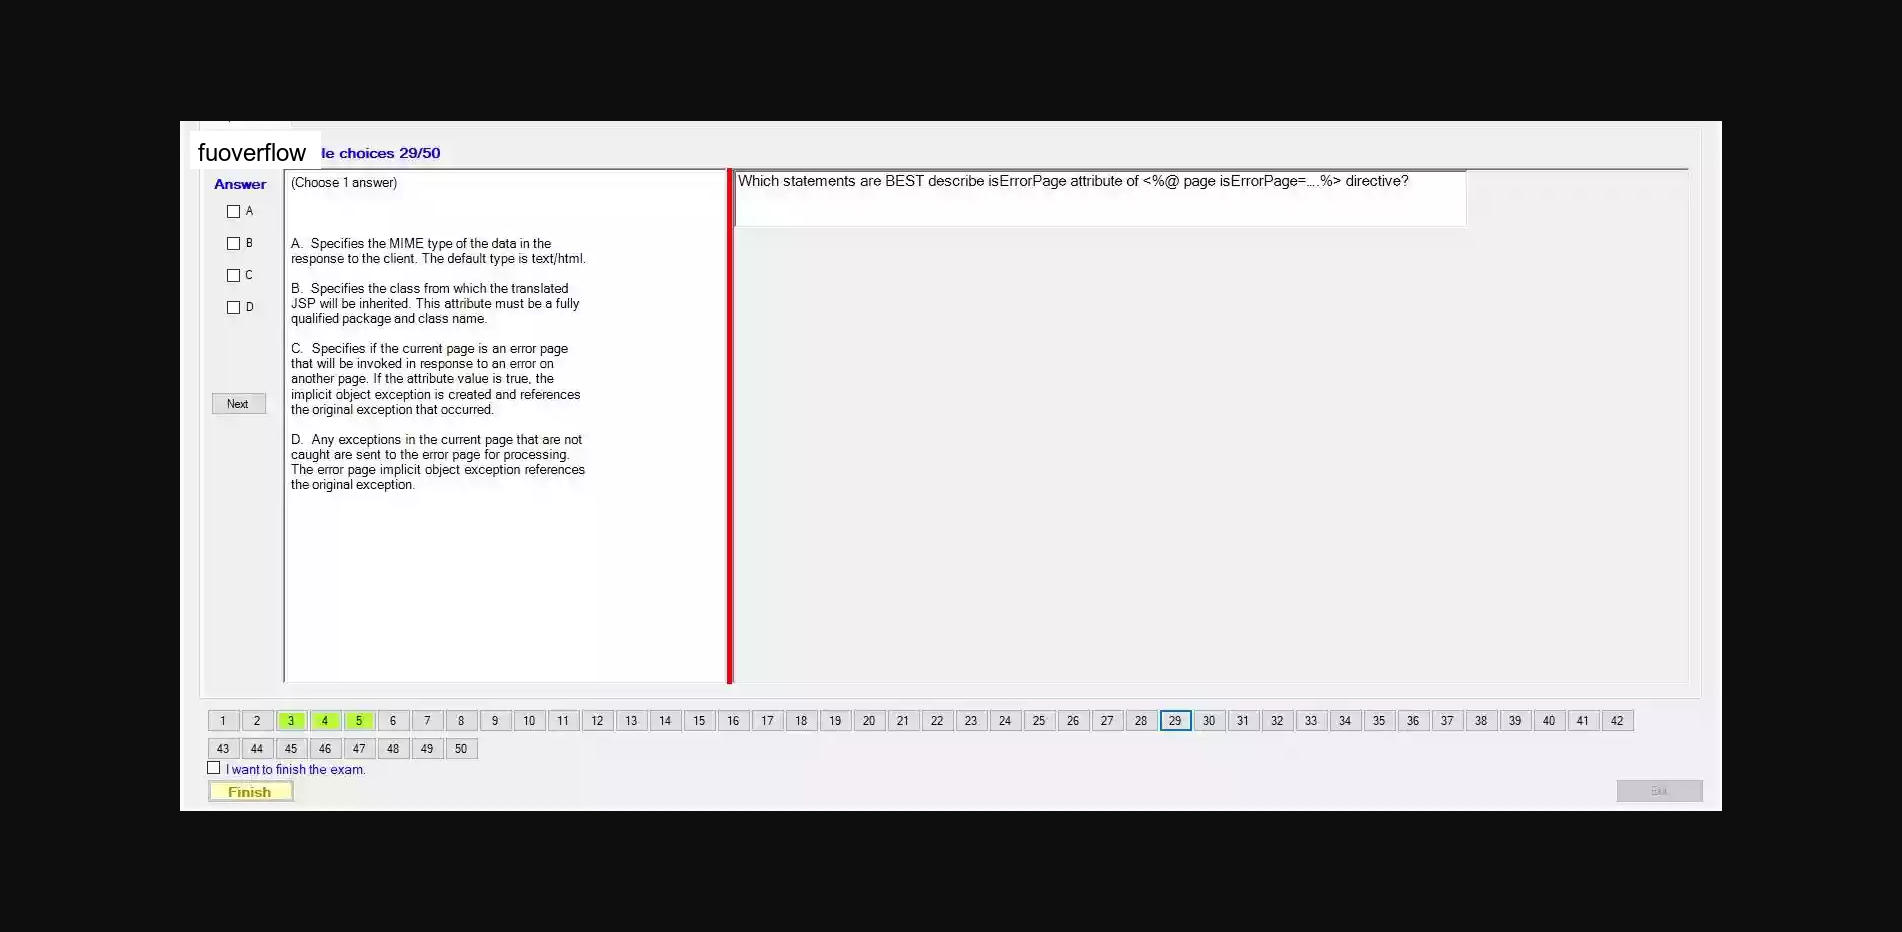 fuoverflow
le choices 29/50
Answer
(Choose 1 answer)
Which statements are BEST describe isErrorPage attribute of <%@ page isErrorPage=....%> directive?
A
B
C
D
A.  Specifies the MIME type of the data in the
response to the client. The default type is text/html.
B.  Specifies the class from which the translated
JSP will be inherited. This attribute must be a fully
qualified package and class name.
C.  Specifies if the current page is an error page
that will be invoked in response to an error on
another page. If the attribute value is true, the
implicit object exception is created and references
the original exception that occurred.
D.  Any exceptions in the current page that are not
caught are sent to the error page for processing.
The error page implicit object exception references
the original exception.
Next
1 2 3 4 5 6 7 8 9 10 11 12 13 14 15 16 17 18 19 20 21 22 23 24 25 26 27 28 29 30 31 32 33 34 35 36 37 38 39 40 41 42
43 44 45 46 47 48 49 50
I want to finish the exam.
Finish
Exit